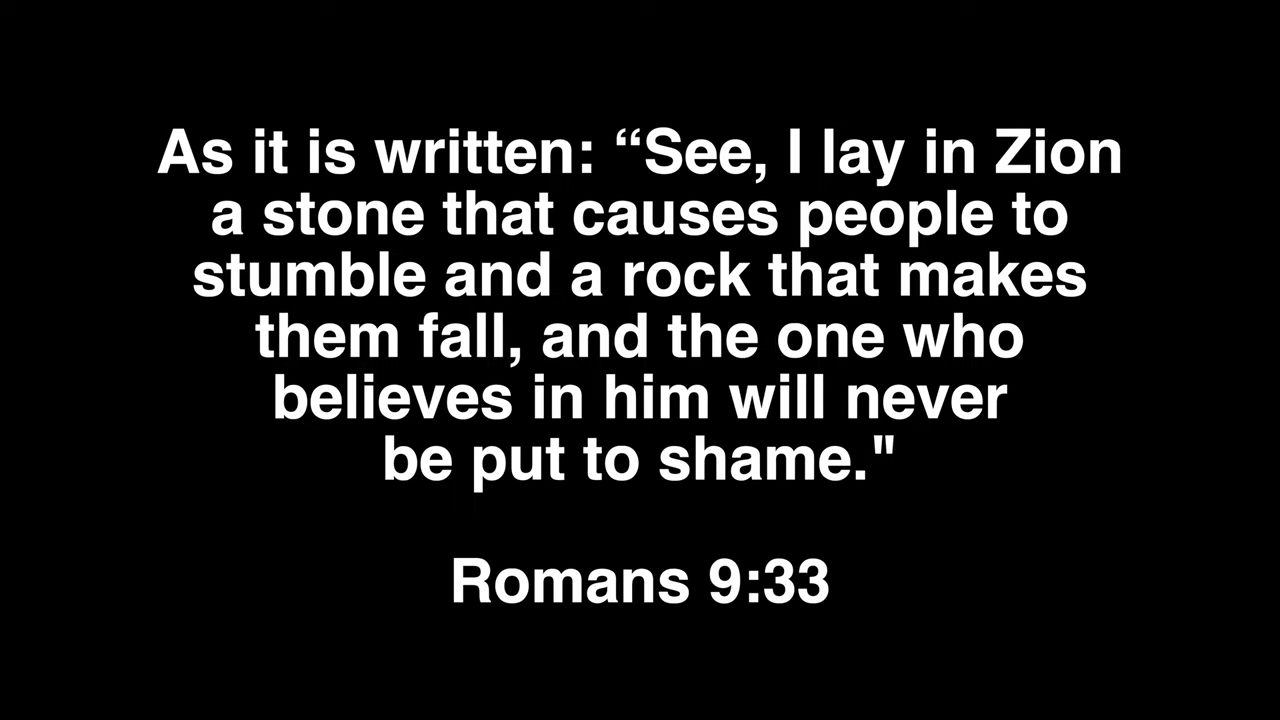 As it is written: “See, I lay in Zion
a stone that causes people to
stumble and a rock that makes
them fall, and the one who
believes in him will never
be put to shame."
Romans 9:33